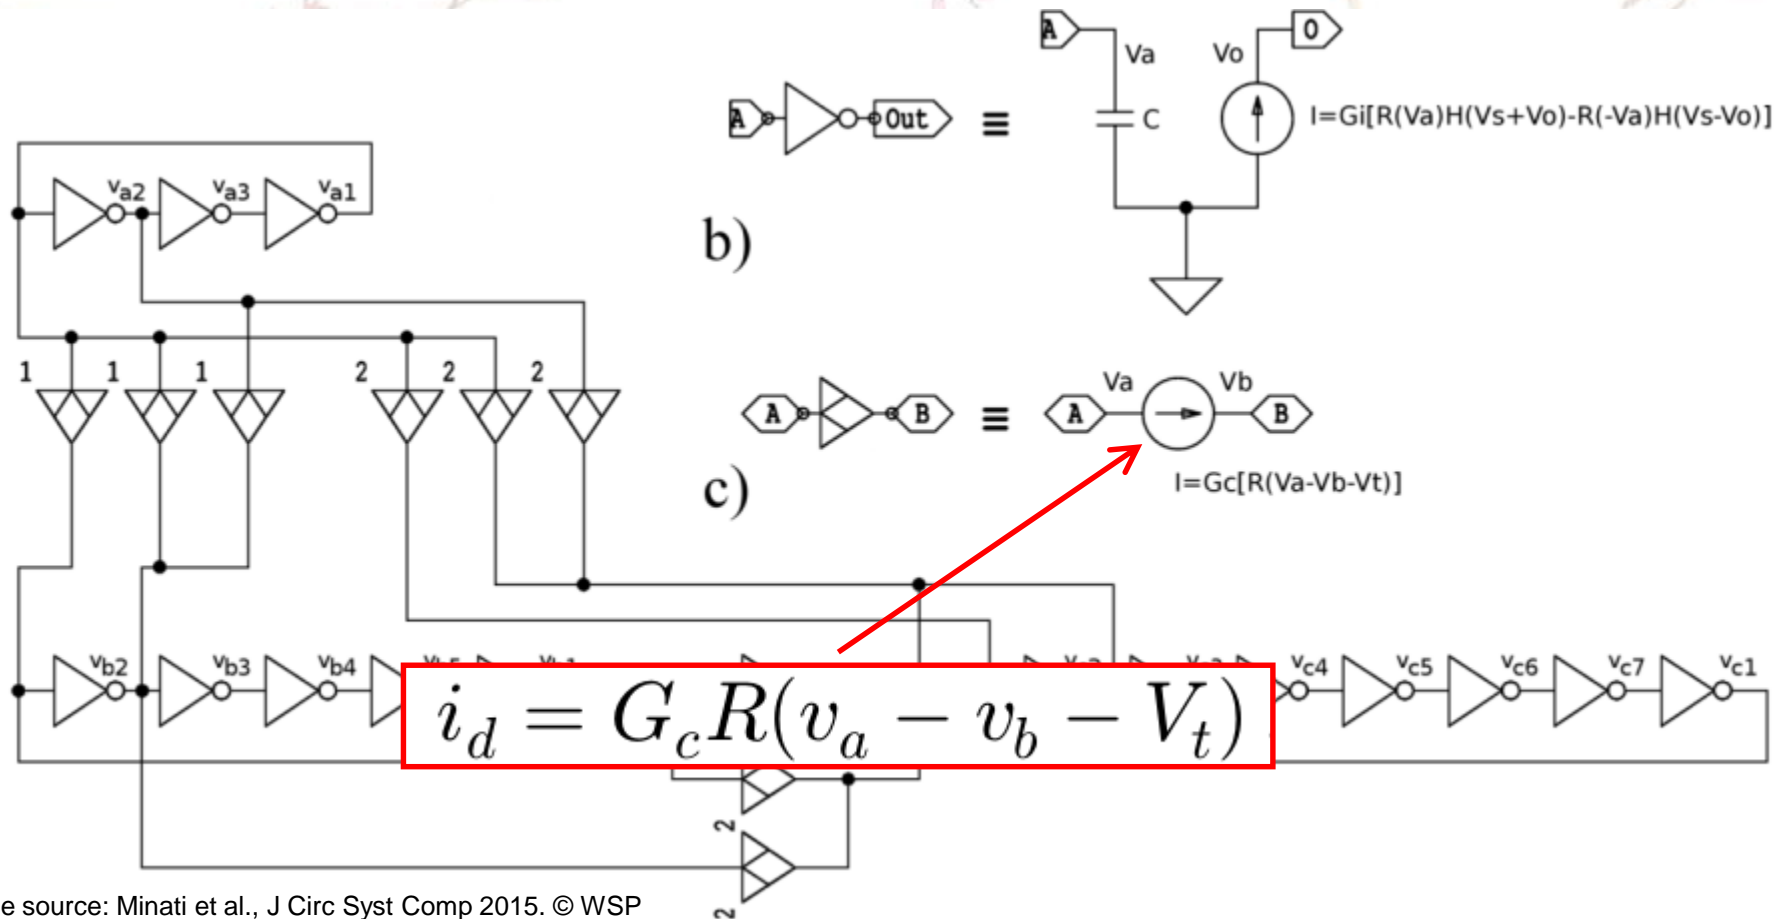 A Va Vo O
A Out ≡ C I=Gi[R(Va)H(Vs+Vo)-R(-Va)H(Vs-Vo)]
va2 va3 va1
b)
1 1 1 2 2 2
A B ≡ A Va Vb B
I=Gc[R(Va-Vb-Vt)]
c)
vb2 vb3 vb4 vc4 vc5 vc6 vc7 vc1
i_d = G_c R(v_a − v_b − V_t)
2
2
e source: Minati et al., J Circ Syst Comp 2015. © WSP